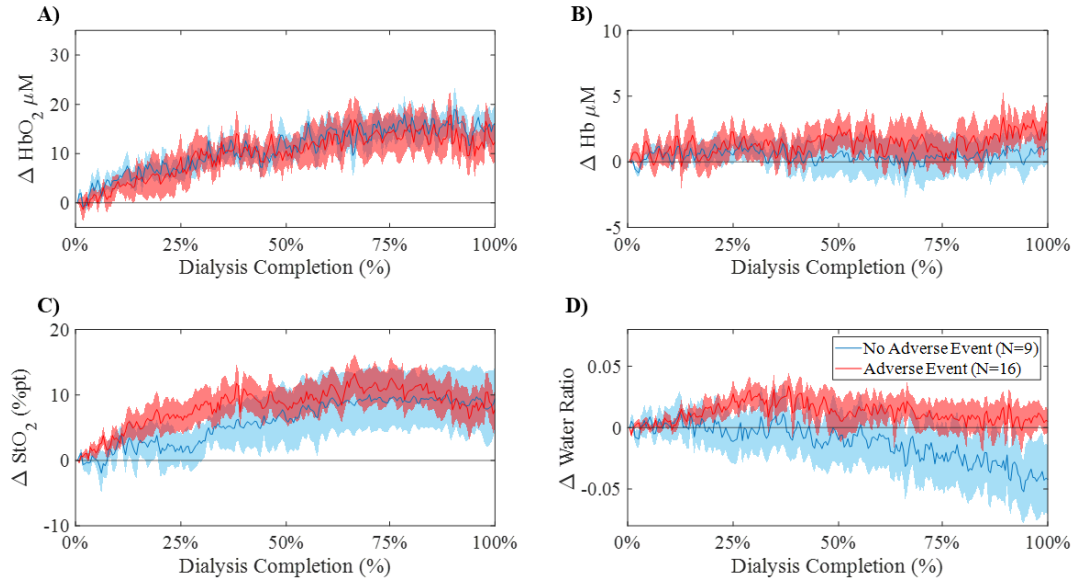 A)
35
30
20
10
0
Δ HbO₂ μM
0% 25% 50% 75% 100%
Dialysis Completion (%)
B)
10
5
0
-5
Δ Hb μM
0% 25% 50% 75% 100%
Dialysis Completion (%)
C)
20
10
0
-10
Δ StO₂ (%pt)
0% 25% 50% 75% 100%
Dialysis Completion (%)
D)
0.05
0
-0.05
Δ Water Ratio
No Adverse Event (N=9)
Adverse Event (N=16)
0% 25% 50% 75% 100%
Dialysis Completion (%)